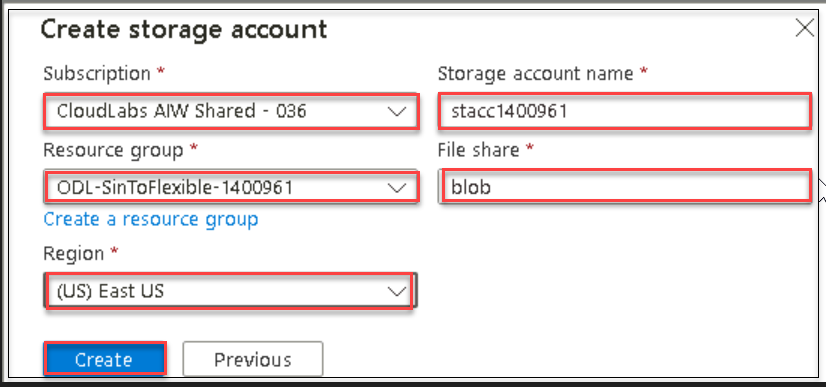 Create storage account
Subscription *
Storage account name *
CloudLabs AIW Shared - 036
stacc1400961
Resource group *
File share *
ODL-SinToFlexible-1400961
blob
Create a resource group
Region *
(US) East US
Create
Previous